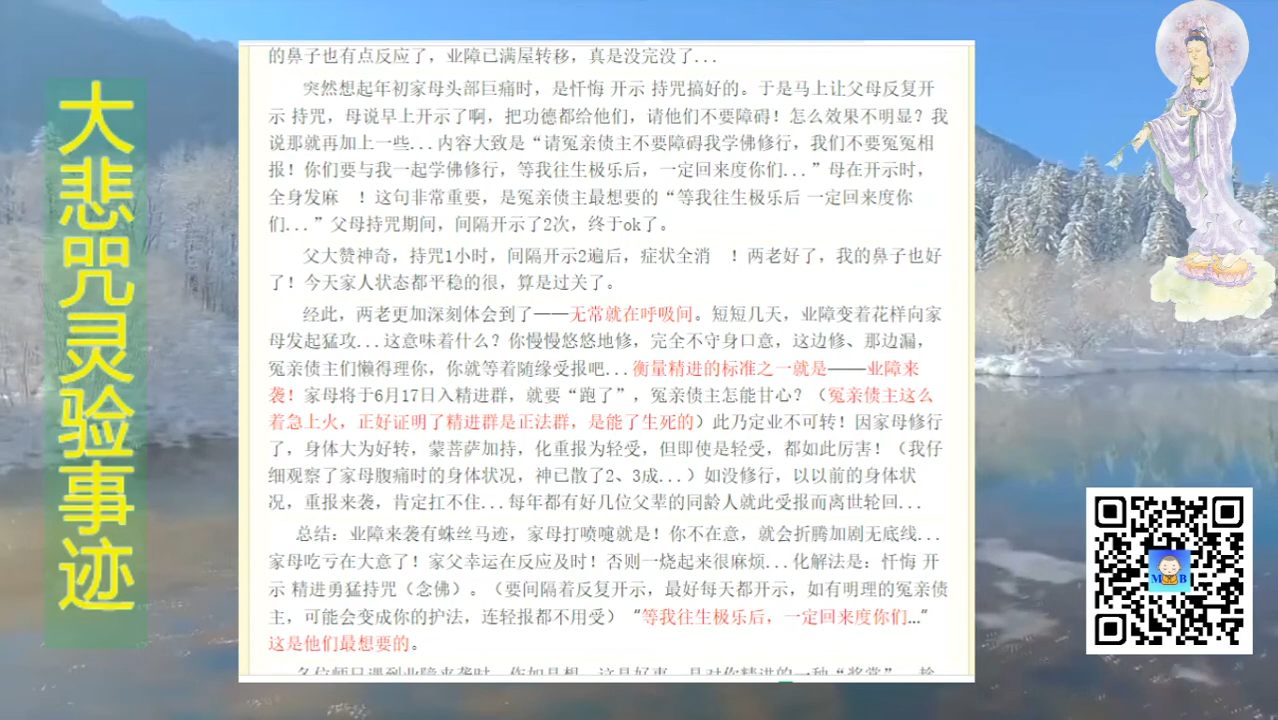 大悲咒灵验事迹
的鼻子也有点反应了，业障已满屋转移，真是没完没了...
突然想起年初家母头部巨痛时，是忏悔 开示 持咒搞好的。于是马上让父母反复开
示 持咒，母说早上开示了啊，把功德都给他们，请他们不要障碍！怎么效果不明显？我
说那就再加上一些...内容大致是“请冤亲债主不要障碍我学佛修行，我们不要冤冤相
报！你们要与我一起学佛修行，等我往生极乐后，一定回来度你们...”母在开示时，
全身发麻 ！这句非常重要，是冤亲债主最想要的“等我往生极乐后 一定回来度你
们...”父母持咒期间，间隔开示了2次，终于ok了。
父大赞神奇，持咒1小时，间隔开示2遍后，症状全消 ！两老好了，我的鼻子也好
了！今天家人状态都平稳的很，算是过关了。
经此，两老更加深刻体会到了——无常就在呼吸间。短短几天，业障变着花样向家
母发起猛攻...这意味着什么？你慢慢悠悠地修，完全不守身口意，这边修、那边漏，
冤亲债主们懒得理你，你就等着随缘受报吧...衡量精进的标准之一就是——业障来
袭！家母将于6月17日入精进群，就要“跑了”，冤亲债主怎能甘心？（冤亲债主这么
着急上火，正好证明了精进群是正法群，是能了生死的）此乃定业不可转！因家母修行
了，身体大为好转，蒙菩萨加持，化重报为轻受，但即使是轻受，都如此厉害！（我仔
细观察了家母腹痛时的身体状况，神已散了2、3成...）如没修行，以以前的身体状
况，重报来袭，肯定扛不住...每年都有好几位父辈的同龄人就此受报而离世轮回...
总结：业障来袭有蛛丝马迹，家母打喷嚏就是！你不在意，就会折腾加剧无底线...
家母吃亏在大意了！家父幸运在反应及时！否则一烧起来很麻烦...化解法是：忏悔 开
示 精进勇猛持咒（念佛）。（要间隔着反复开示，最好每天都开示，如有明理的冤亲债
主，可能会变成你的护法，连轻报都不用受）“等我往生极乐后，一定回来度你们...”
这是他们最想要的。
各位师兄遇到业障来袭时，你如是想，这是好事，是对你精进的一种“奖赏”，
MB